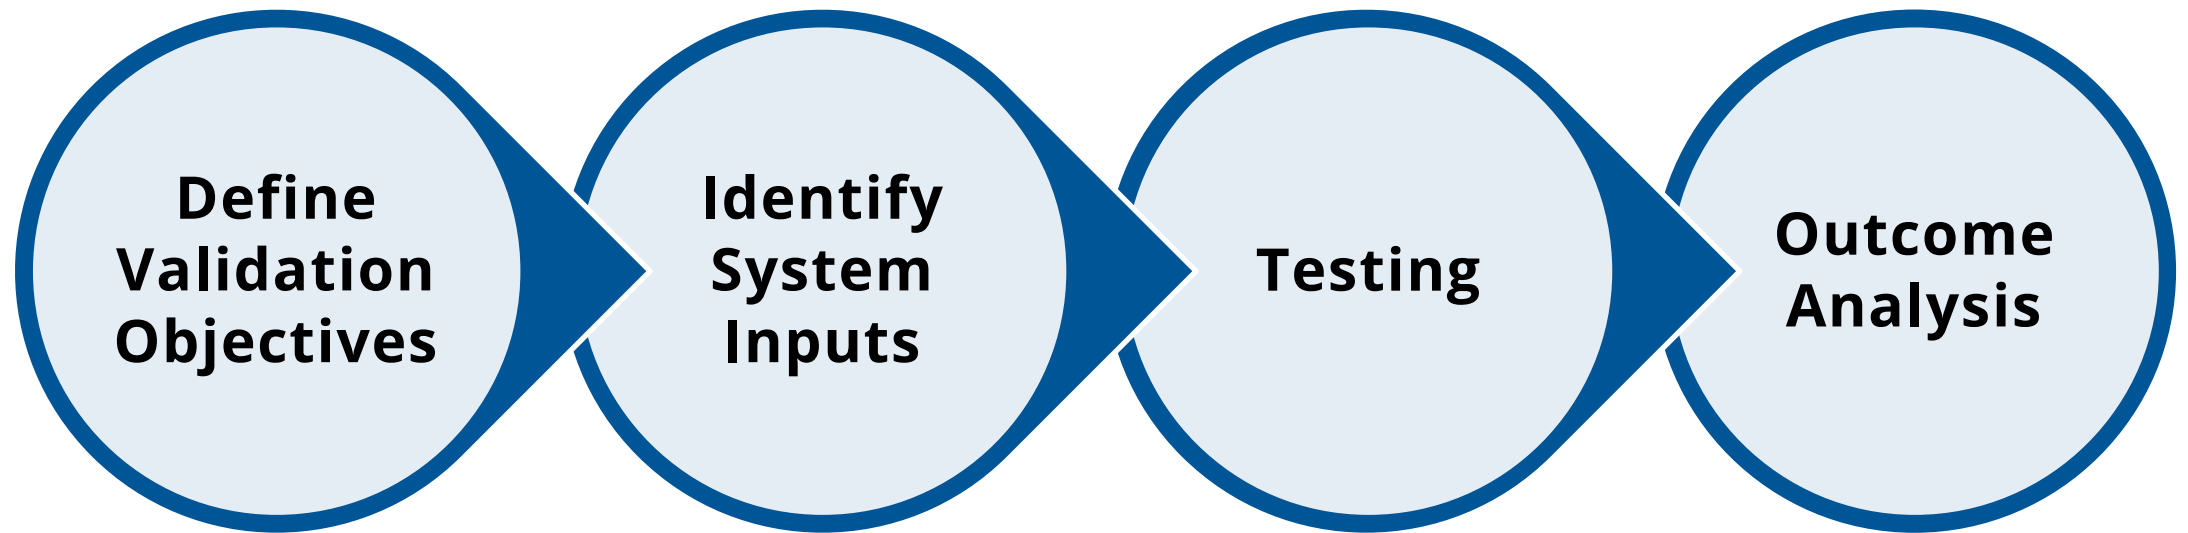 Define
Validation
Objectives
Identify
System
Inputs
Testing
Outcome
Analysis